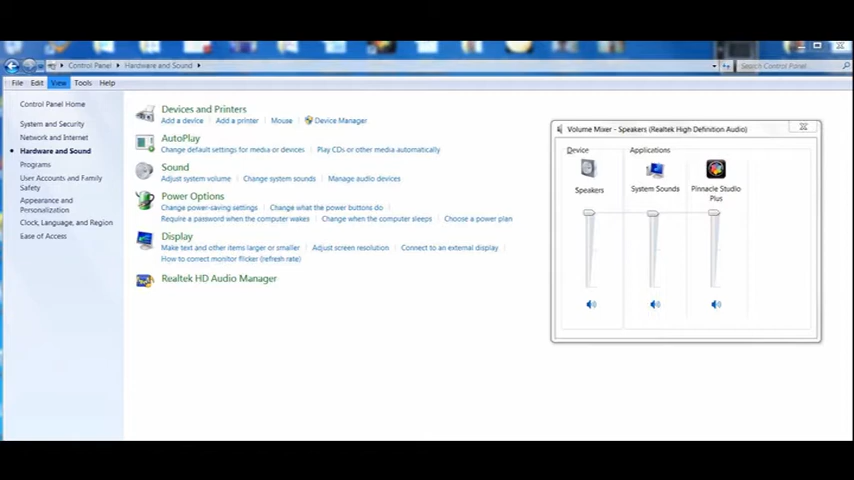 Control Panel Hardware and Sound
Search Control Panel
File Edit View Tools Help
Control Panel Home
System and Security
Network and Internet
Hardware and Sound
Programs
User Accounts and Family
Safety
Appearance and
Personalization
Clock, Language, and Region
Ease of Access
Devices and Printers
Add a device Add a printer Mouse Device Manager
AutoPlay
Change default settings for media or devices Play CDs or other media automatically
Sound
Adjust system volume Change system sounds Manage audio devices
Power Options
Change power-saving settings Change what the power buttons do
Require a password when the computer wakes Change when the computer sleeps Choose a power plan
Display
Make text and other items larger or smaller Adjust screen resolution Connect to an external display
How to correct monitor flicker (refresh rate)
Realtek HD Audio Manager
Volume Mixer - Speakers (Realtek High Definition Audio)
Device Applications
Speakers
System Sounds
Pinnacle Studio
Plus